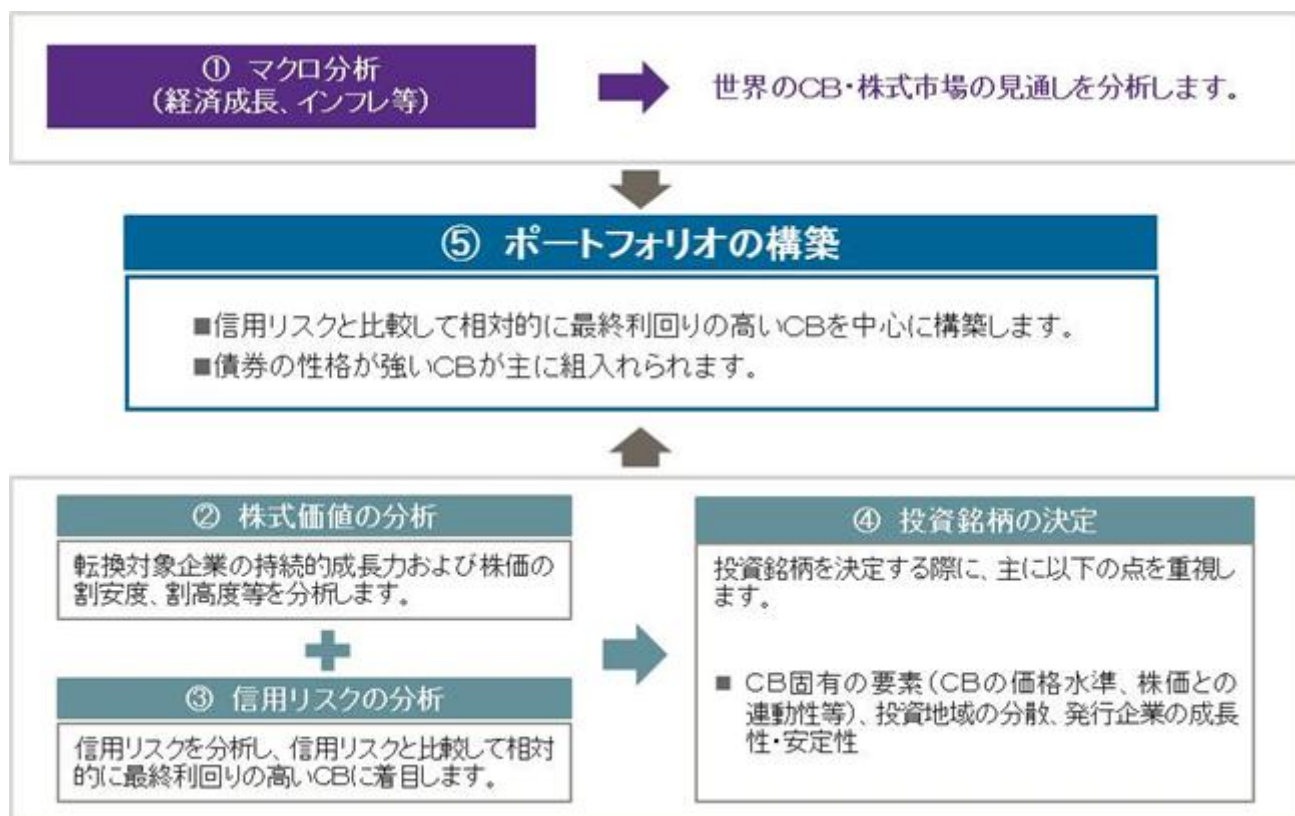 ① マクロ分析
(経済成長、インフレ等)
世界のCB・株式市場の見通しを分析します。
⑤ ポートフォリオの構築
■信用リスクと比較して相対的に最終利回りの高いCBを中心に構築します。
■債券の性格が強いCBが主に組入れられます。
② 株式価値の分析
転換対象企業の持続的成長力および株価の
割安度、割高度等を分析します。
③ 信用リスクの分析
信用リスクを分析し、信用リスクと比較して相対
的に最終利回りの高いCBに着目します。
④ 投資銘柄の決定
投資銘柄を決定する際に、主に以下の点を重視し
ます。
■ CB固有の要素(CBの価格水準、株価との
連動性等)、投資地域の分散、発行企業の成長
性・安定性